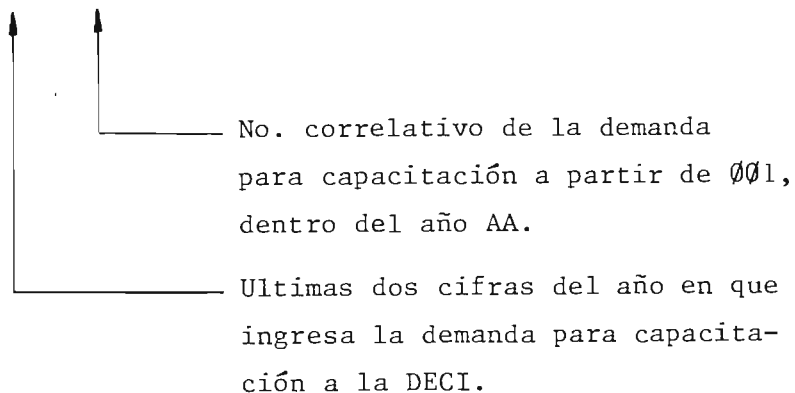 No. correlativo de la demanda
para capacitación a partir de ØØ1,
dentro del año AA.
Ultimas dos cifras del año en que
ingresa la demanda para capacita-
ción a la DECI.